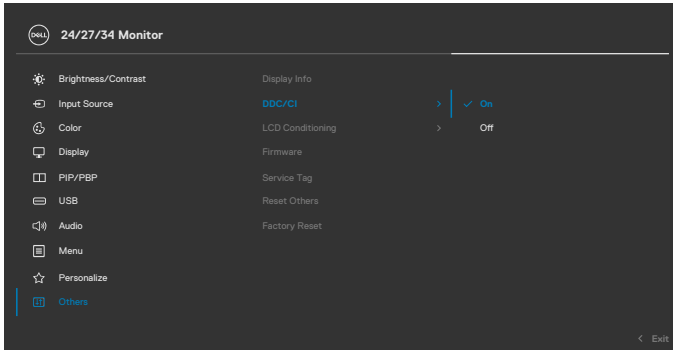 DELL 24/27/34 Monitor
Brightness/Contrast Display Info
Input Source DDC/CI > ✓ On
Color LCD Conditioning > Off
Display Firmware
PIP/PBP Service Tag
USB Reset Others
Audio Factory Reset
Menu
Personalize
Others
< Exit